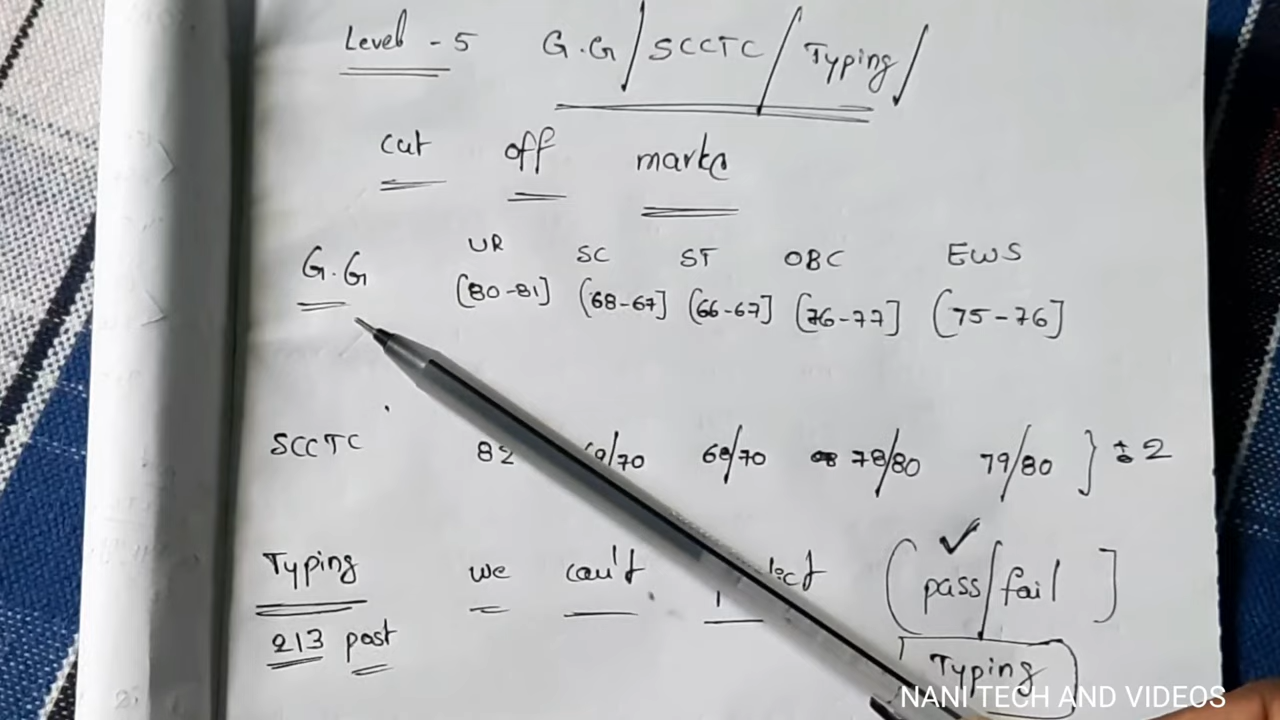 Level - 5 G.G/SCCTC/Typing/
cut off marks
UR SC ST OBC EWS
G.G [80-81] [68-67] [66-67] [76-77] [75-76]
SCCTC 82 /70 69/70 78/80 79/80 } ± 2
Typing we can't [pass/fail]
213 post Typing
NANI TECH AND VIDEOS